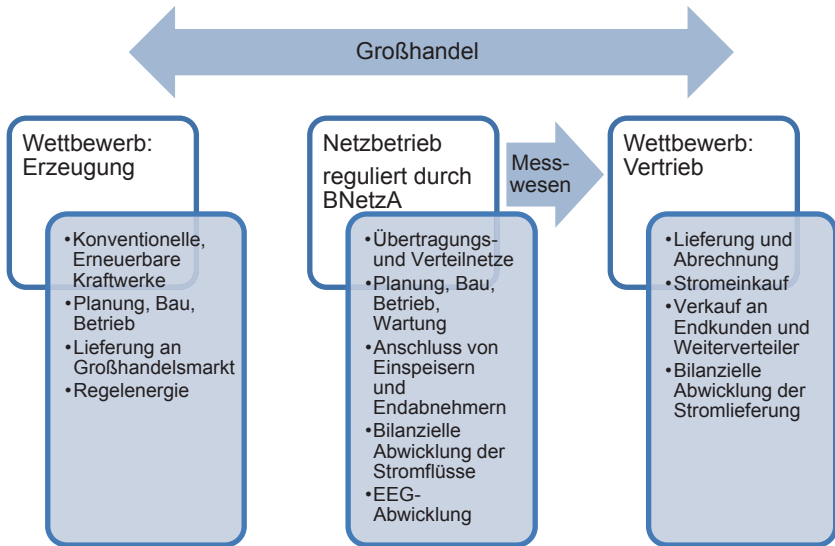 Großhandel
Wettbewerb:
Erzeugung
•Konventionelle,
Erneuerbare
Kraftwerke
•Planung, Bau,
Betrieb
•Lieferung an
Großhandelsmarkt
•Regelenergie
Netzbetrieb
reguliert durch
BNetzA
•Übertragungs-
und Verteilnetze
•Planung, Bau,
Betrieb,
Wartung
•Anschluss von
Einspeisern
und
Endabnehmern
•Bilanzielle
Abwicklung der
Stromflüsse
•EEG-
Abwicklung
Mess-
wesen
Wettbewerb:
Vertrieb
•Lieferung und
Abrechnung
•Stromeinkauf
•Verkauf an
Endkunden und
Weiterverteiler
•Bilanzielle
Abwicklung der
Stromlieferung